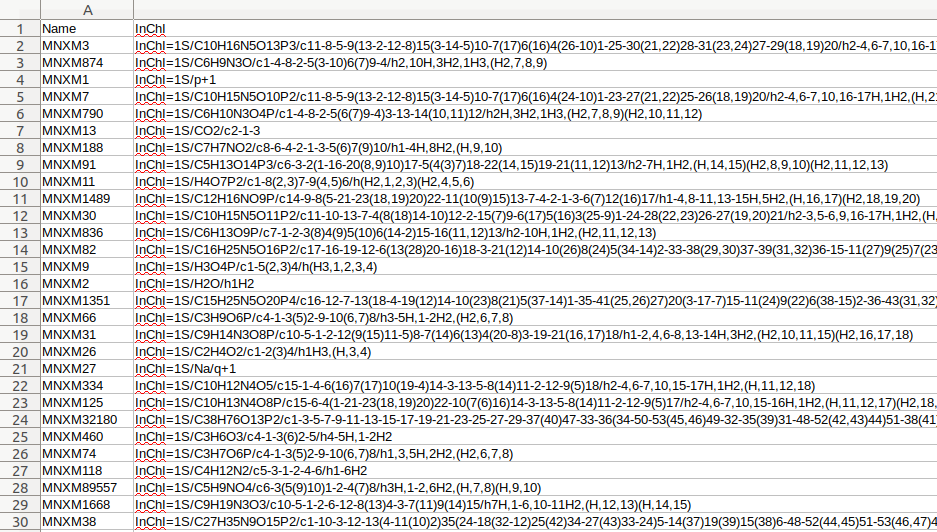 A
1 Name InChI
2 MNXM3 InChI=1S/C10H16N5O13P3/c11-8-5-9(13-2-12-8)15(3-14-5)10-7(17)6(16)4(26-10)1-25-30(21,22)28-31(23,24)27-29(18,19)20/h2-4,6-7,10,16-1
3 MNXM874 InChI=1S/C6H9N3O/c1-4-8-2-5(3-10)6(7)9-4/h2,10H,3H2,1H3,(H2,7,8,9)
4 MNXM1 InChI=1S/p+1
5 MNXM7 InChI=1S/C10H15N5O10P2/c11-8-5-9(13-2-12-8)15(3-14-5)10-7(17)6(16)4(24-10)1-23-27(21,22)25-26(18,19)20/h2-4,6-7,10,16-17H,1H2,(H,2
6 MNXM790 InChI=1S/C6H10N3O4P/c1-4-8-2-5(6(7)9-4)3-13-14(10,11)12/h2H,3H2,1H3,(H2,7,8,9)(H2,10,11,12)
7 MNXM13 InChI=1S/CO2/c2-1-3
8 MNXM188 InChI=1S/C7H7NO2/c8-6-4-2-1-3-5(6)7(9)10/h1-4H,8H2,(H,9,10)
9 MNXM91 InChI=1S/C5H13O14P3/c6-3-2(1-16-20(8,9)10)17-5(4(3)7)18-22(14,15)19-21(11,12)13/h2-7H,1H2,(H,14,15)(H2,8,9,10)(H2,11,12,13)
10 MNXM11 InChI=1S/H4O7P2/c1-8(2,3)7-9(4,5)6/h(H2,1,2,3)(H2,4,5,6)
11 MNXM1489 InChI=1S/C12H16NO9P/c14-9-8(5-21-23(18,19)20)22-11(10(9)15)13-7-4-2-1-3-6(7)12(16)17/h1-4,8-11,13-15H,5H2,(H,16,17)(H2,18,19,20)
12 MNXM30 InChI=1S/C10H15N5O11P2/c11-10-13-7-4(8(18)14-10)12-2-15(7)9-6(17)5(16)3(25-9)1-24-28(22,23)26-27(19,20)21/h2-3,5-6,9,16-17H,1H2,(H,
13 MNXM836 InChI=1S/C6H13O9P/c7-1-2-3(8)4(9)5(10)6(14-2)15-16(11,12)13/h2-10H,1H2,(H2,11,12,13)
14 MNXM82 InChI=1S/C16H25N5O16P2/c17-16-19-12-6(13(28)20-16)18-3-21(12)14-10(26)8(24)5(34-14)2-33-38(29,30)37-39(31,32)36-15-11(27)9(25)7(23
15 MNXM9 InChI=1S/H3O4P/c1-5(2,3)4/h(H3,1,2,3,4)
16 MNXM2 InChI=1S/H2O/h1H2
17 MNXM1351 InChI=1S/C15H25N5O20P4/c16-12-7-13(18-4-19(12)14-10(23)8(21)5(37-14)1-35-41(25,26)27)20(3-17-7)15-11(24)9(22)6(38-15)2-36-43(31,32)
18 MNXM66 InChI=1S/C3H9O6P/c4-1-3(5)2-9-10(6,7)8/h3-5H,1-2H2,(H2,6,7,8)
19 MNXM31 InChI=1S/C9H14N3O8P/c10-5-1-2-12(9(15)11-5)8-7(14)6(13)4(20-8)3-19-21(16,17)18/h1-2,4,6-8,13-14H,3H2,(H2,10,11,15)(H2,16,17,18)
20 MNXM26 InChI=1S/C2H4O2/c1-2(3)4/h1H3,(H,3,4)
21 MNXM27 InChI=1S/Na/q+1
22 MNXM334 InChI=1S/C10H12N4O5/c15-1-4-6(16)7(17)10(19-4)14-3-13-5-8(14)11-2-12-9(5)18/h2-4,6-7,10,15-17H,1H2,(H,11,12,18)
23 MNXM125 InChI=1S/C10H13N4O8P/c15-6-4(1-21-23(18,19)20)22-10(7(6)16)14-3-13-5-8(14)11-2-12-9(5)17/h2-4,6-7,10,15-16H,1H2,(H,11,12,17)(H2,18,
24 MNXM32180 InChI=1S/C38H76O13P2/c1-3-5-7-9-11-13-15-17-19-21-23-25-27-29-37(40)47-33-36(34-50-53(45,46)49-32-35(39)31-48-52(42,43)44)51-38(41)
25 MNXM460 InChI=1S/C3H6O3/c4-1-3(6)2-5/h4-5H,1-2H2
26 MNXM74 InChI=1S/C3H7O6P/c4-1-3(5)2-9-10(6,7)8/h1,3,5H,2H2,(H2,6,7,8)
27 MNXM118 InChI=1S/C4H12N2/c5-3-1-2-4-6/h1-6H2
28 MNXM89557 InChI=1S/C5H9NO4/c6-3(5(9)10)1-2-4(7)8/h3H,1-2,6H2,(H,7,8)(H,9,10)
29 MNXM1668 InChI=1S/C9H19N3O3/c10-5-1-2-6-12-8(13)4-3-7(11)9(14)15/h7H,1-6,10-11H2,(H,12,13)(H,14,15)
30 MNXM38 InChI=1S/C27H35N9O15P2/c1-10-3-12-13(4-11(10)2)35(24-18(32-12)25(42)34-27(43)33-24)5-14(37)19(39)15(38)6-48-52(44,45)51-53(46,47)4